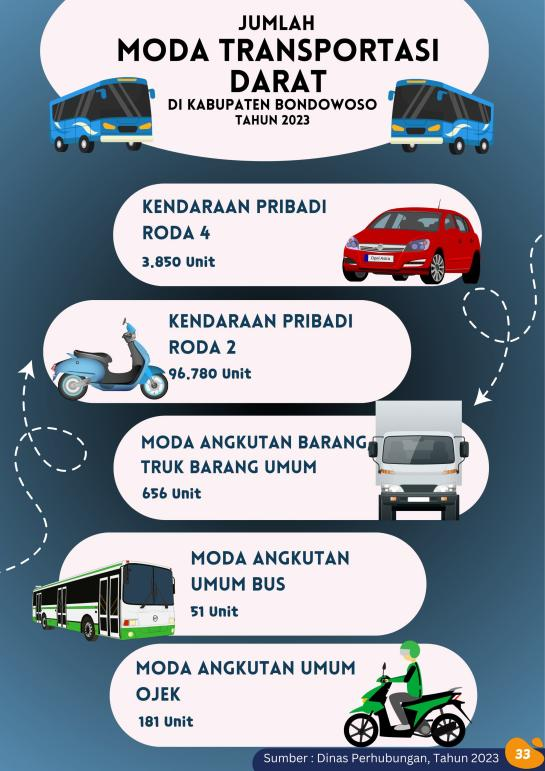 JUMLAH
MODA TRANSPORTASI
DARAT
DI KABUPATEN BONDOWOSO
TAHUN 2023
KENDARAAN PRIBADI
RODA 4
3.850 Unit
Opel Astra
KENDARAAN PRIBADI
RODA 2
96.780 Unit
MODA ANGKUTAN BARANG,
TRUK BARANG UMUM
656 Unit
MODA ANGKUTAN
UMUM BUS
51 Unit
MODA ANGKUTAN UMUM
OJEK
181 Unit
Sumber : Dinas Perhubungan, Tahun 2023
33